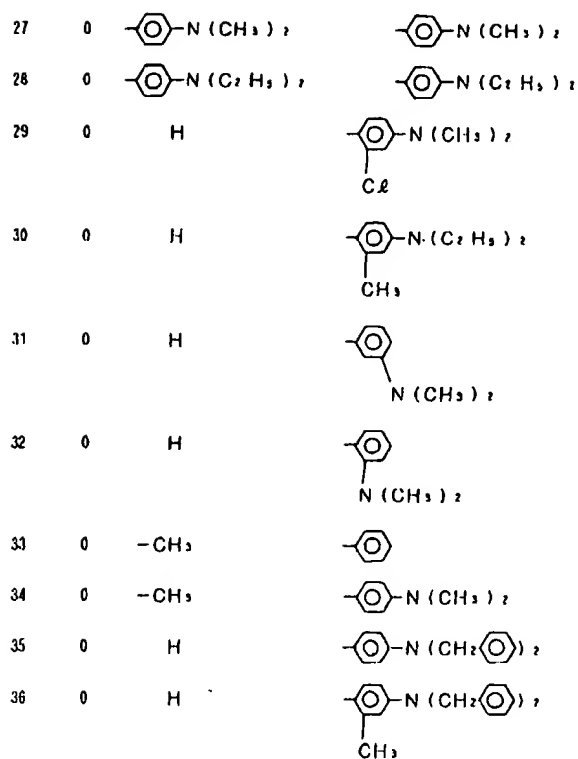 27 0 N(CH₃)₂ N(CH₃)₂
28 0 N(C₂H₅)₂ N(C₂H₅)₂
29 0 H N(CH₃)₂
Cℓ
30 0 H N(C₂H₅)₂
CH₃
31 0 H
N(CH₃)₂
32 0 H
N(CH₃)₂
33 0 -CH₃
34 0 -CH₃ N(CH₃)₂
35 0 H N(CH₂)₂
36 0 H N(CH₂)₂
CH₃